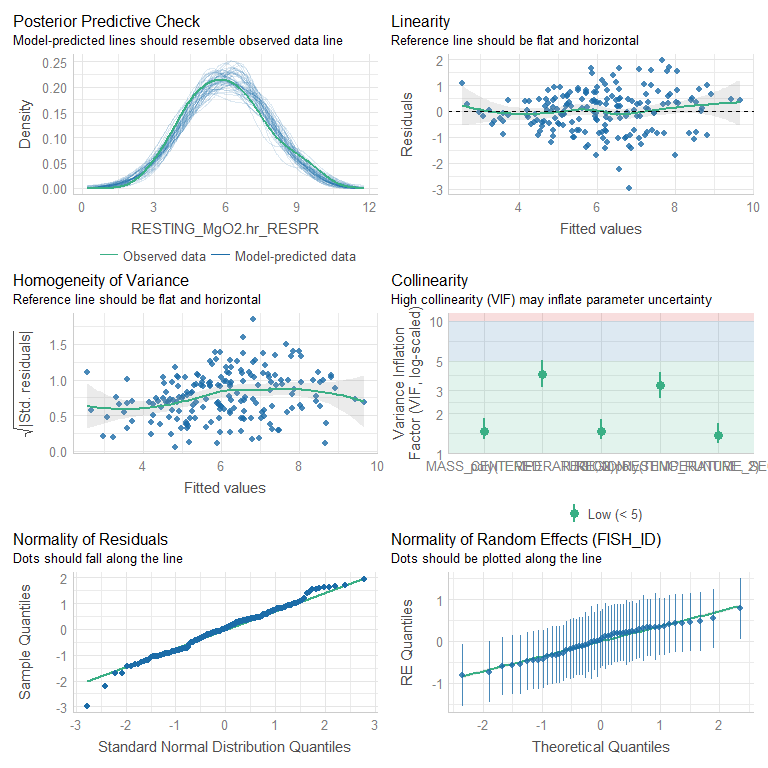 Posterior Predictive Check
Model-predicted lines should resemble observed data line
Density
0.25
0.20
0.15
0.10
0.05
0.00
0 3 6 9 12
RESTING_MgO2.hr_RESPR
Observed data Model-predicted data
Linearity
Reference line should be flat and horizontal
Residuals
2
1
0
-1
-2
-3
4 6 8 10
Fitted values
Homogeneity of Variance
Reference line should be flat and horizontal
√|Std. residuals|
1.5
1.0
0.5
0.0
4 6 8 10
Fitted values
Collinearity
High collinearity (VIF) may inflate parameter uncertainty
Variance Inflation
Factor (VIF, log-scaled)
10
5
3
2
1
MASS_CENTERED
Low (< 5)
Normality of Residuals
Dots should fall along the line
Sample Quantiles
2
1
0
-1
-2
-3
-3 -2 -1 0 1 2 3
Standard Normal Distribution Quantiles
Normality of Random Effects (FISH_ID)
Dots should be plotted along the line
RE Quantiles
1
0
-1
-2 -1 0 1 2
Theoretical Quantiles